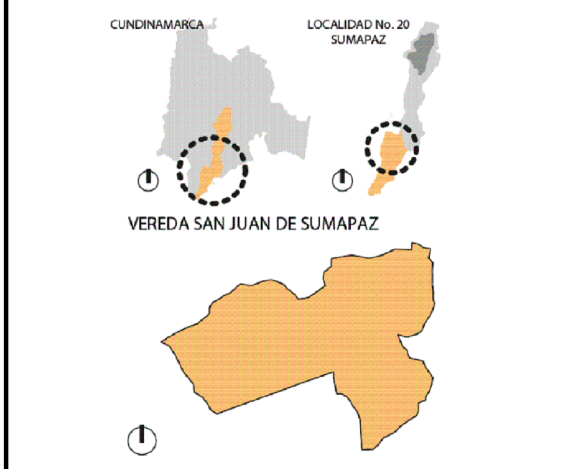 CUNDINAMARCA
LOCALIDAD No. 20
SUMAPAZ
VEREDA SAN JUAN DE SUMAPAZ